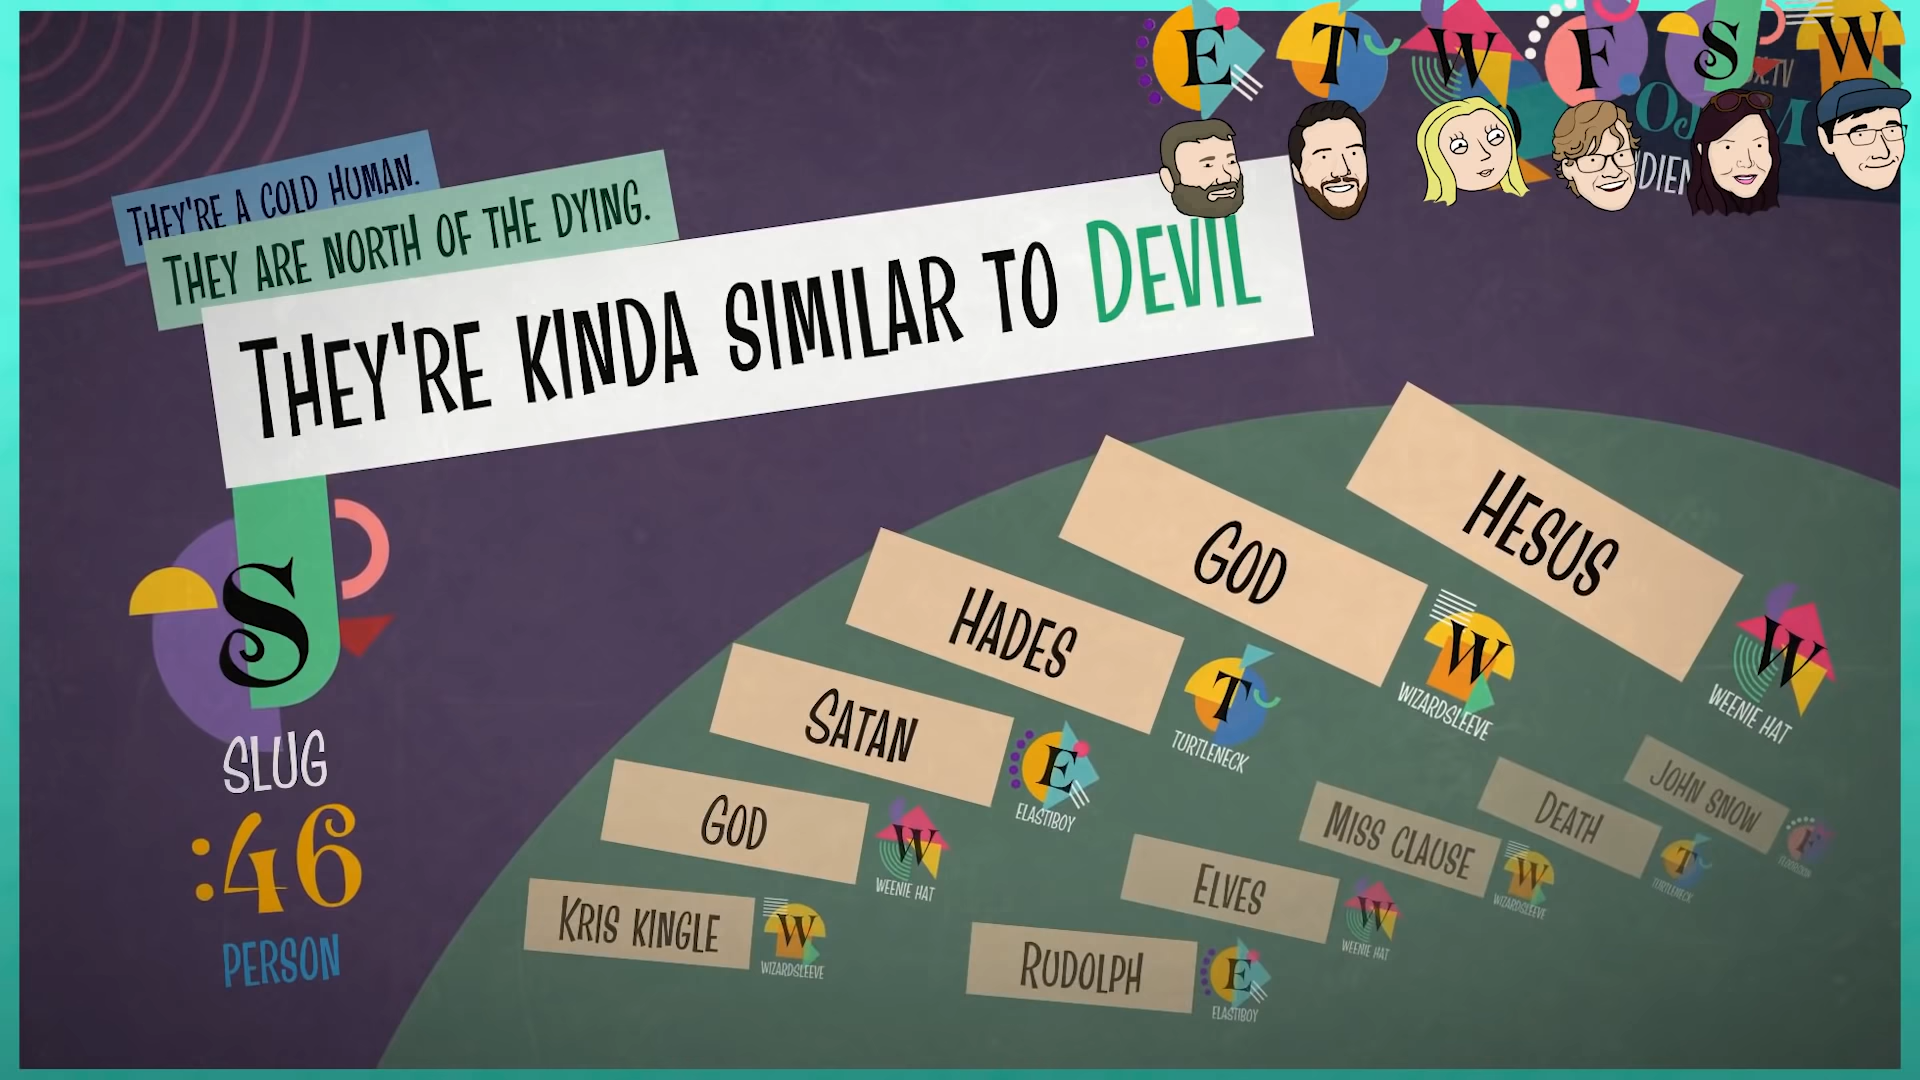 E T W F S W
THEY'RE A COLD HUMAN.
THEY ARE NORTH OF THE DYING.
THEY'RE KINDA SIMILAR TO DEVIL
S
SLUG
:46
PERSON
HESUS
W
WEENIE HAT
GOD
W
WIZARDSLEEVE
HADES
T
TURTLENECK
SATAN
E
ELASTIBOY
GOD
W
WEENIE HAT
KRIS KINGLE
W
WIZARDSLEEVE
JOHN SNOW
F
DEATH
T
TURTLENECK
MISS CLAUSE
W
WIZARDSLEEVE
ELVES
W
WEENIE HAT
RUDOLPH
E
ELASTIBOY